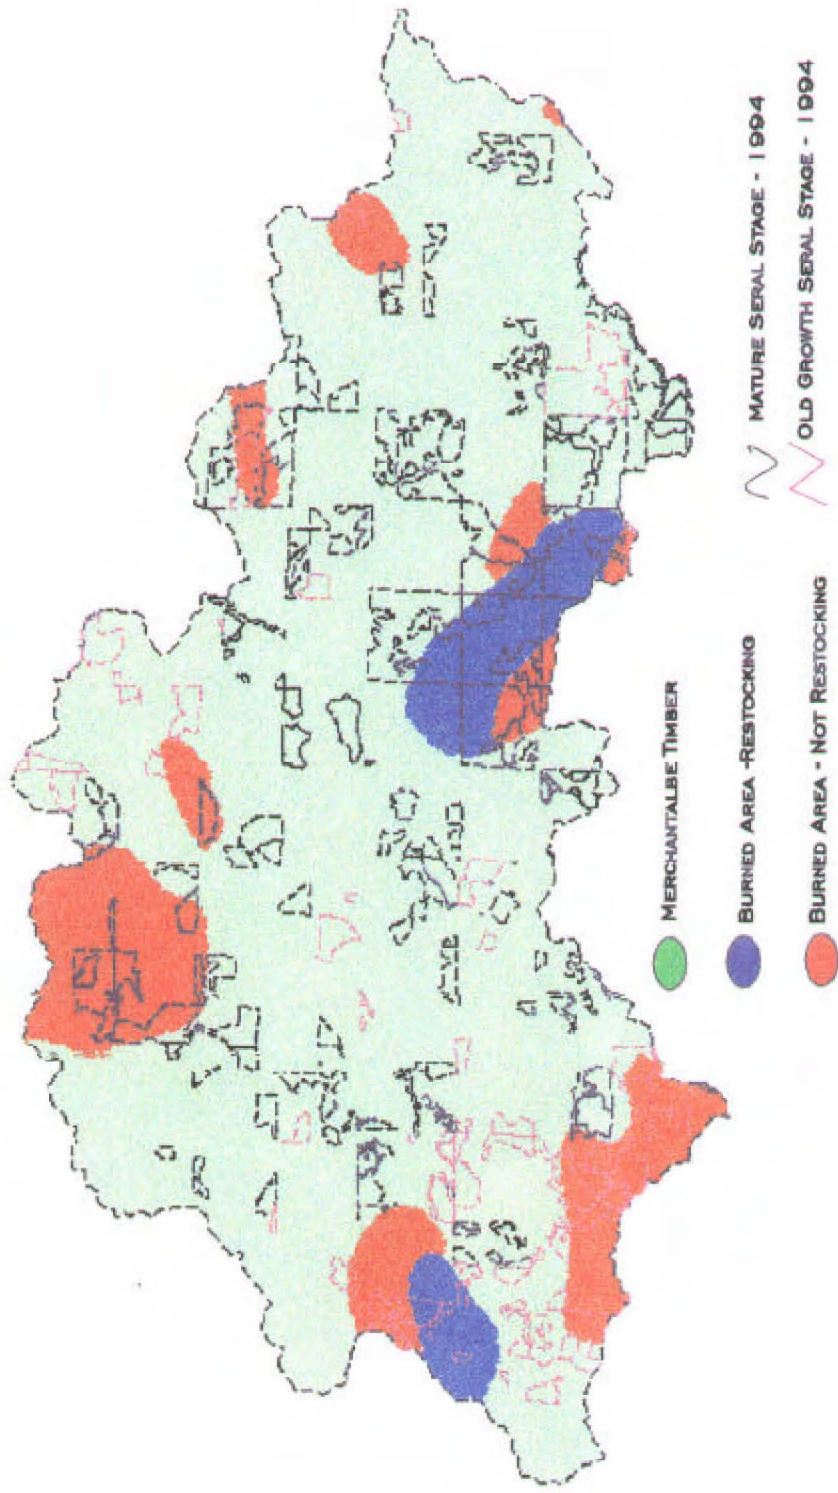 MERCHANTALBE TIMBER
BURNED AREA -RESTOCKING
BURNED AREA - NOT RESTOCKING
MATURE SERAL STAGE - 1994
OLD GROWTH SERAL STAGE - 1994